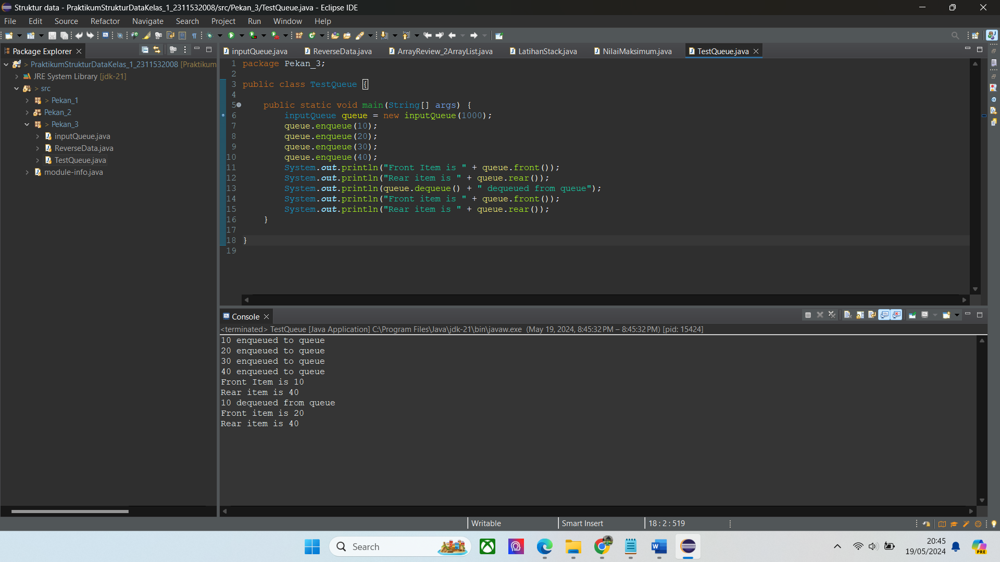 Struktur data - PraktikumStrukturDataKelas_1_2311532008/src/Pekan_3/TestQueue.java - Eclipse IDE
File Edit Source Refactor Navigate Search Project Run Window Help
Package Explorer
> PraktikumStrukturDataKelas_1_2311532008 [Praktikum
JRE System Library [jdk-21]
> src
> Pekan_1
Pekan_2
> Pekan_3
inputQueue.java
ReverseData.java
TestQueue.java
module-info.java
inputQueue.java ReverseData.java ArrayReview_2ArrayList.java LatihanStack.java NilaiMaksimum.java TestQueue.java
1 package Pekan_3;
2
3 public class TestQueue {
4
5 public static void main(String[] args) {
6 inputQueue queue = new inputQueue(1000);
7 queue.enqueue(10);
8 queue.enqueue(20);
9 queue.enqueue(30);
10 queue.enqueue(40);
11 System.out.println("Front Item is " + queue.front());
12 System.out.println("Rear item is " + queue.rear());
13 System.out.println(queue.dequeue() + " dequeued from queue");
14 System.out.println("Front item is " + queue.front());
15 System.out.println("Rear item is " + queue.rear());
16 }
17
18 }
19
Console
<terminated> TestQueue [Java Application] C:\Program Files\Java\jdk-21\bin\javaw.exe (May 19, 2024, 8:45:32 PM – 8:45:32 PM) [pid: 15424]
10 enqueued to queue
20 enqueued to queue
30 enqueued to queue
40 enqueued to queue
Front Item is 10
Rear item is 40
10 dequeued from queue
Front item is 20
Rear item is 40
Writable Smart Insert 18 : 2 : 519
Search
20:45
19/05/2024
PRE